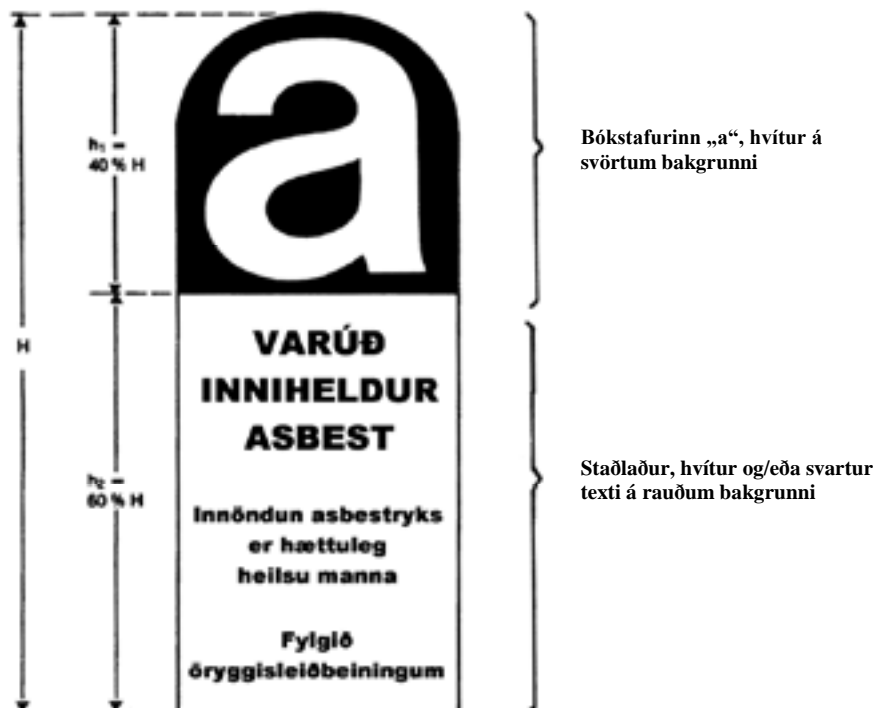 a
h₁ =
40 % H
Bókstafurinn „a“, hvítur á
svörtum bakgrunni
H
VARÚÐ
INNIHELDUR
ASBEST
h₂ =
60 % H
Staðlaður, hvítur og/eða svartur
texti á rauðum bakgrunni
Innöndun asbestryks
er hættuleg
heilsu manna
Fylgið
öryggisleiðbeiningum